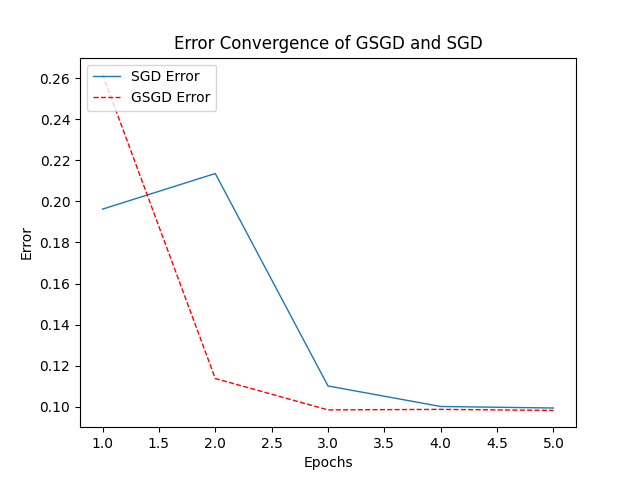 Error Convergence of GSGD and SGD
SGD Error
GSGD Error
0.26
0.24
0.22
0.20
0.18
0.16
0.14
0.12
0.10
Error
1.0 1.5 2.0 2.5 3.0 3.5 4.0 4.5 5.0
Epochs